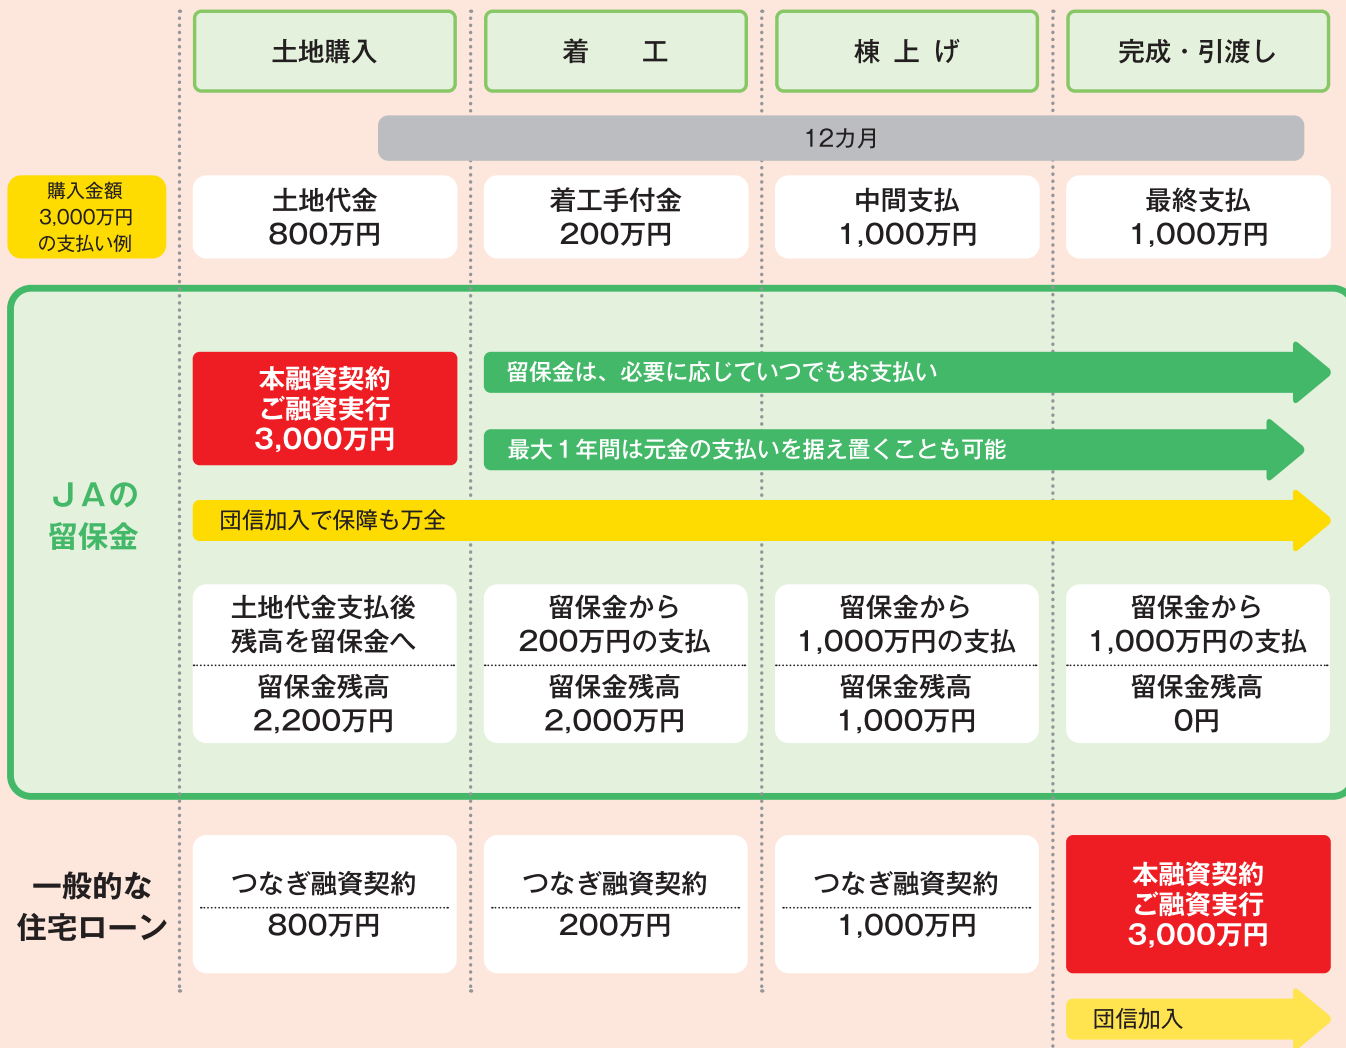 土地購入
着　工
棟上げ
完成・引渡し
12カ月
購入金額
3,000万円
の支払い例
土地代金
800万円
着工手付金
200万円
中間支払
1,000万円
最終支払
1,000万円
JAの
留保金
本融資契約
ご融資実行
3,000万円
留保金は、必要に応じていつでもお支払い
最大1年間は元金の支払いを据え置くことも可能
団信加入で保障も万全
土地代金支払後
残高を留保金へ
留保金残高
2,200万円
留保金から
200万円の支払
留保金残高
2,000万円
留保金から
1,000万円の支払
留保金残高
1,000万円
留保金から
1,000万円の支払
留保金残高
0円
一般的な
住宅ローン
つなぎ融資契約
800万円
つなぎ融資契約
200万円
つなぎ融資契約
1,000万円
本融資契約
ご融資実行
3,000万円
団信加入